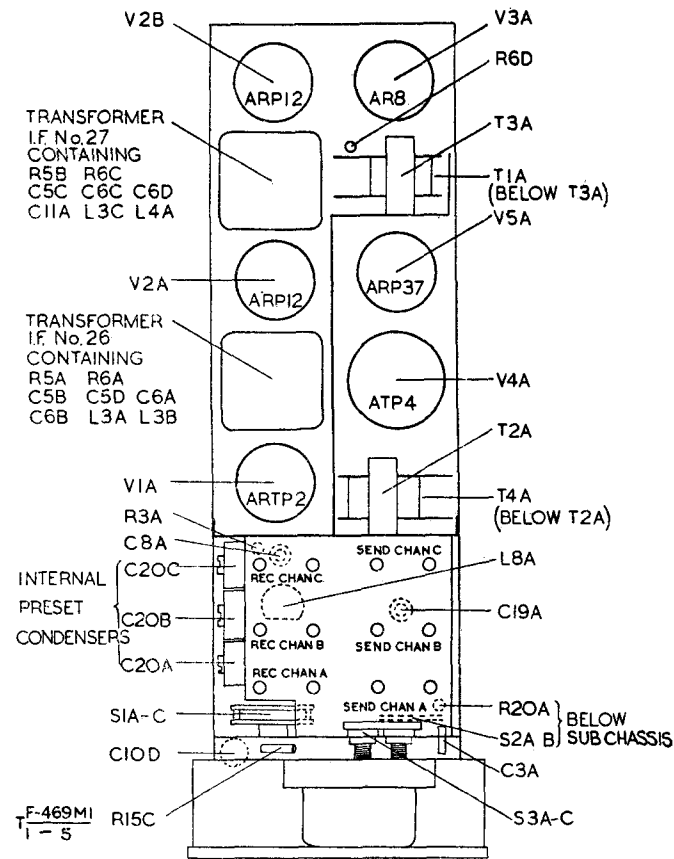 V2B
V3A
R6D
ARP12
AR8
T3A
TRANSFORMER
I.F. No.27
CONTAINING
R5B R6C
C5C C6C C6D
C11A L3C L4A
T1A
(BELOW T3A)
V5A
V2A
ARP12
ARP37
TRANSFORMER
I.F. No.26
CONTAINING
R5A R6A
C5B C5D C6A
C6B L3A L3B
ATP4
V4A
T2A
V1A
ARTP2
T4A
(BELOW T2A)
R3A
C8A
C20C
SEND CHAN C
REC CHAN C
L8A
INTERNAL
PRESET
CONDENSERS
C20B
C19A
REC CHAN B
SEND CHAN B
C20A
REC CHAN A
S1A-C
SEND CHAN A
R20A
S2A B
BELOW
SUB CHASSIS
C10D
C3A
T F-469MI
1 - 5
R15C
S3A-C